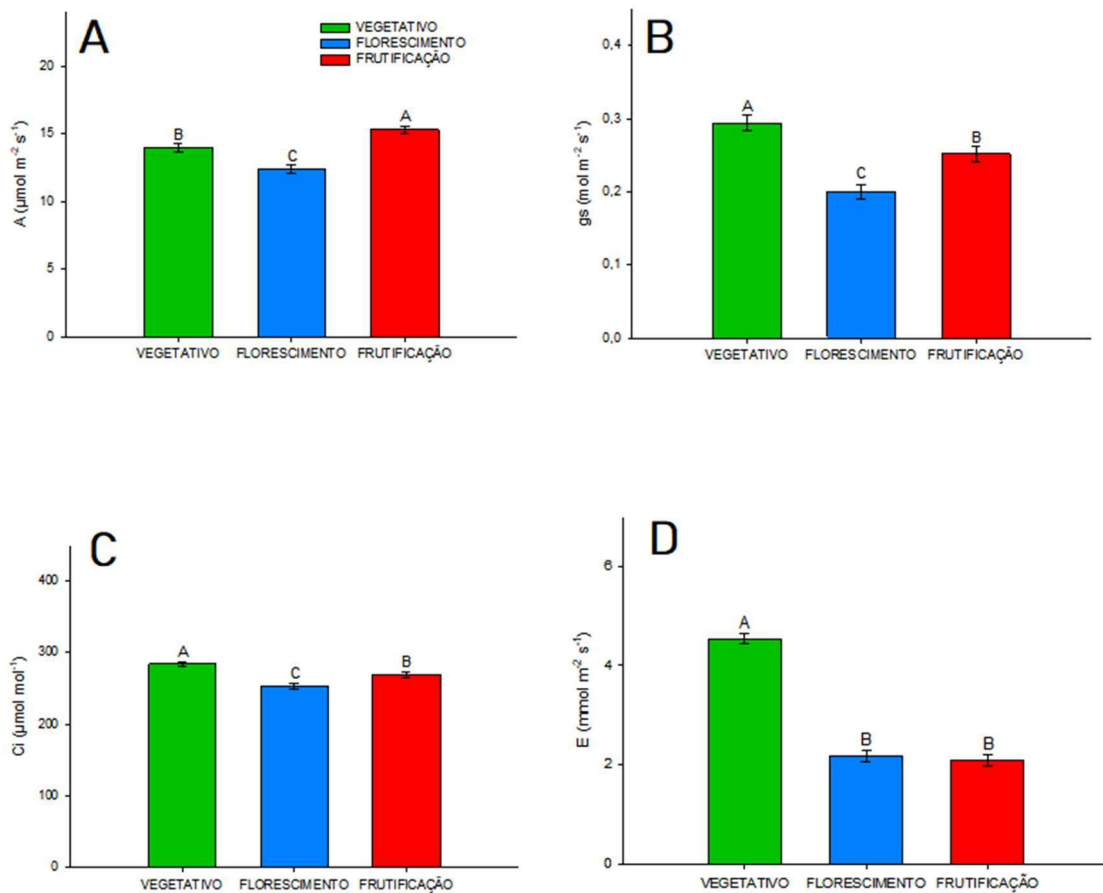 A
VEGETATIVO
FLORESCIMENTO
FRUTIFICAÇÃO
20
15
10
5
0
A (µmol m⁻² s⁻¹)
B
C
A
VEGETATIVO FLORESCIMENTO FRUTIFICAÇÃO
B
0,4
0,3
0,2
0,1
0,0
gs (mol m⁻² s⁻¹)
A
C
B
VEGETATIVO FLORESCIMENTO FRUTIFICAÇÃO
C
400
300
200
100
0
Ci (µmol mol⁻¹)
A
C
B
VEGETATIVO FLORESCIMENTO FRUTIFICAÇÃO
D
6
4
2
0
E (mmol m⁻² s⁻¹)
A
B
B
VEGETATIVO FLORESCIMENTO FRUTIFICAÇÃO